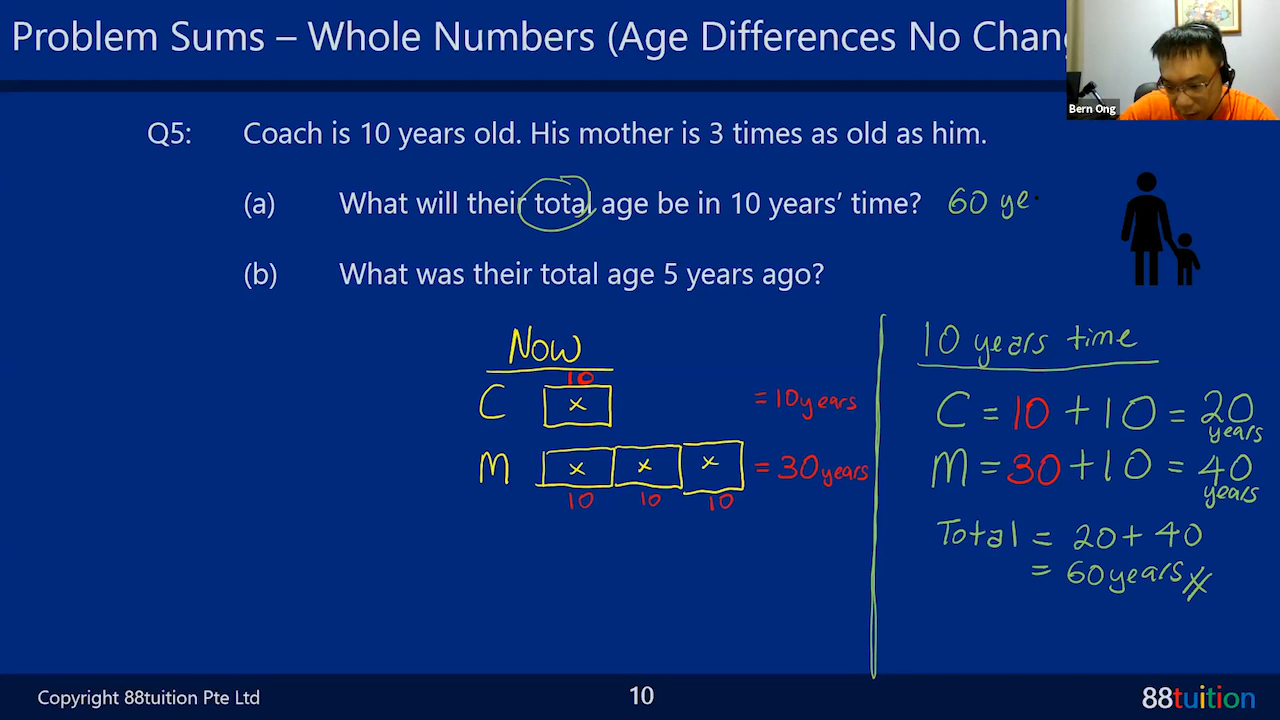 Problem Sums – Whole Numbers (Age Differences No Chang
Bern Ong
Q5: Coach is 10 years old. His mother is 3 times as old as him.
(a) What will their total age be in 10 years' time? 60 ye
(b) What was their total age 5 years ago?
Now
10
C x = 10 years
M x x x = 30 years
10 10 10
10 years time
C = 10 + 10 = 20 years
M = 30 + 10 = 40 years
Total = 20 + 40
= 60 years
Copyright 88tuition Pte Ltd
10
88tuition